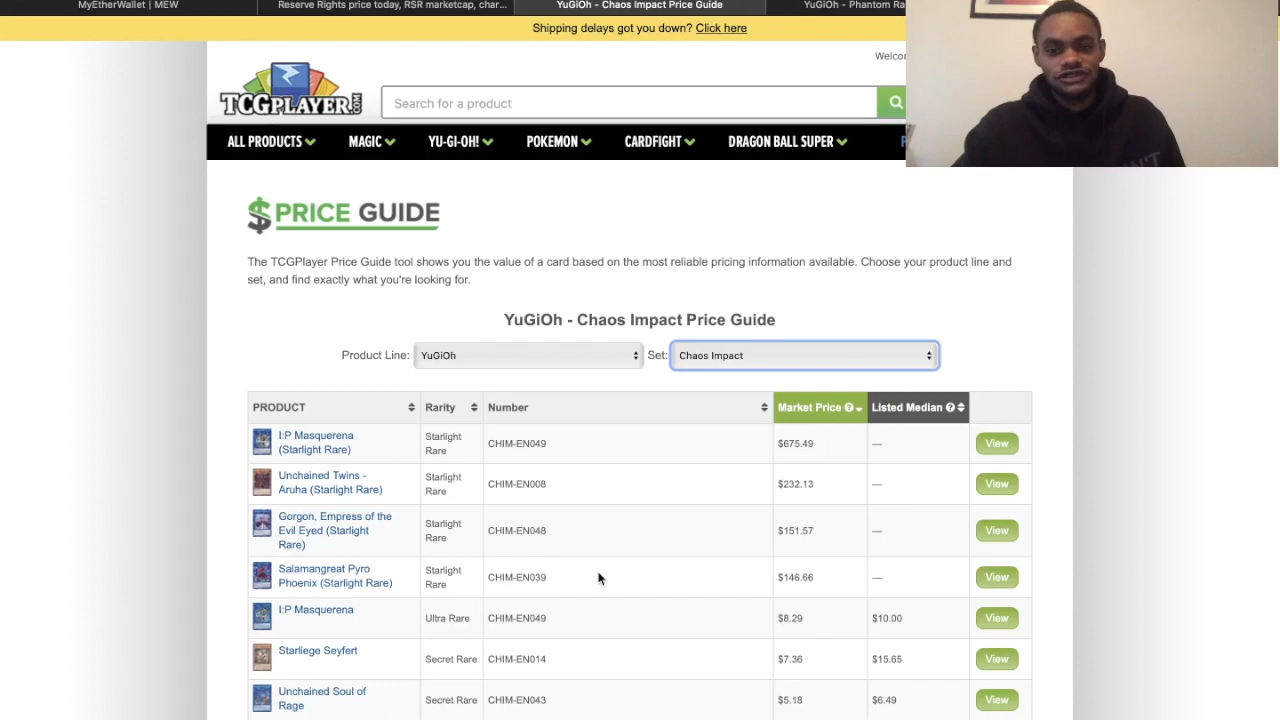 MyEtherWallet | MEW
Reserve Rights price today, RSR marketcap, char...
YuGiOh - Chaos Impact Price Guide
YuGiOh - Phantom Ra
Shipping delays got you down? Click here
Welco
TCGPLAYER.COM
Search for a product
ALL PRODUCTS
MAGIC
YU-GI-OH!
POKEMON
CARDFIGHT
DRAGON BALL SUPER
$PRICE GUIDE
The TCGPlayer Price Guide tool shows you the value of a card based on the most reliable pricing information available. Choose your product line and
set, and find exactly what you're looking for.
YuGiOh - Chaos Impact Price Guide
Product Line: YuGiOh Set: Chaos Impact
PRODUCT Rarity Number Market Price Listed Median
I:P Masquerena
(Starlight Rare)
Starlight
Rare
CHIM-EN049
$675.49
—
View
Unchained Twins -
Aruha (Starlight Rare)
Starlight
Rare
CHIM-EN008
$232.13
—
View
Gorgon, Empress of the
Evil Eyed (Starlight
Rare)
Starlight
Rare
CHIM-EN048
$151.57
—
View
Salamangreat Pyro
Phoenix (Starlight Rare)
Starlight
Rare
CHIM-EN039
$146.66
—
View
I:P Masquerena
Ultra Rare
CHIM-EN049
$8.29
$10.00
View
Starliege Seyfert
Secret Rare
CHIM-EN014
$7.36
$15.65
View
Unchained Soul of
Rage
Secret Rare
CHIM-EN043
$5.18
$6.49
View